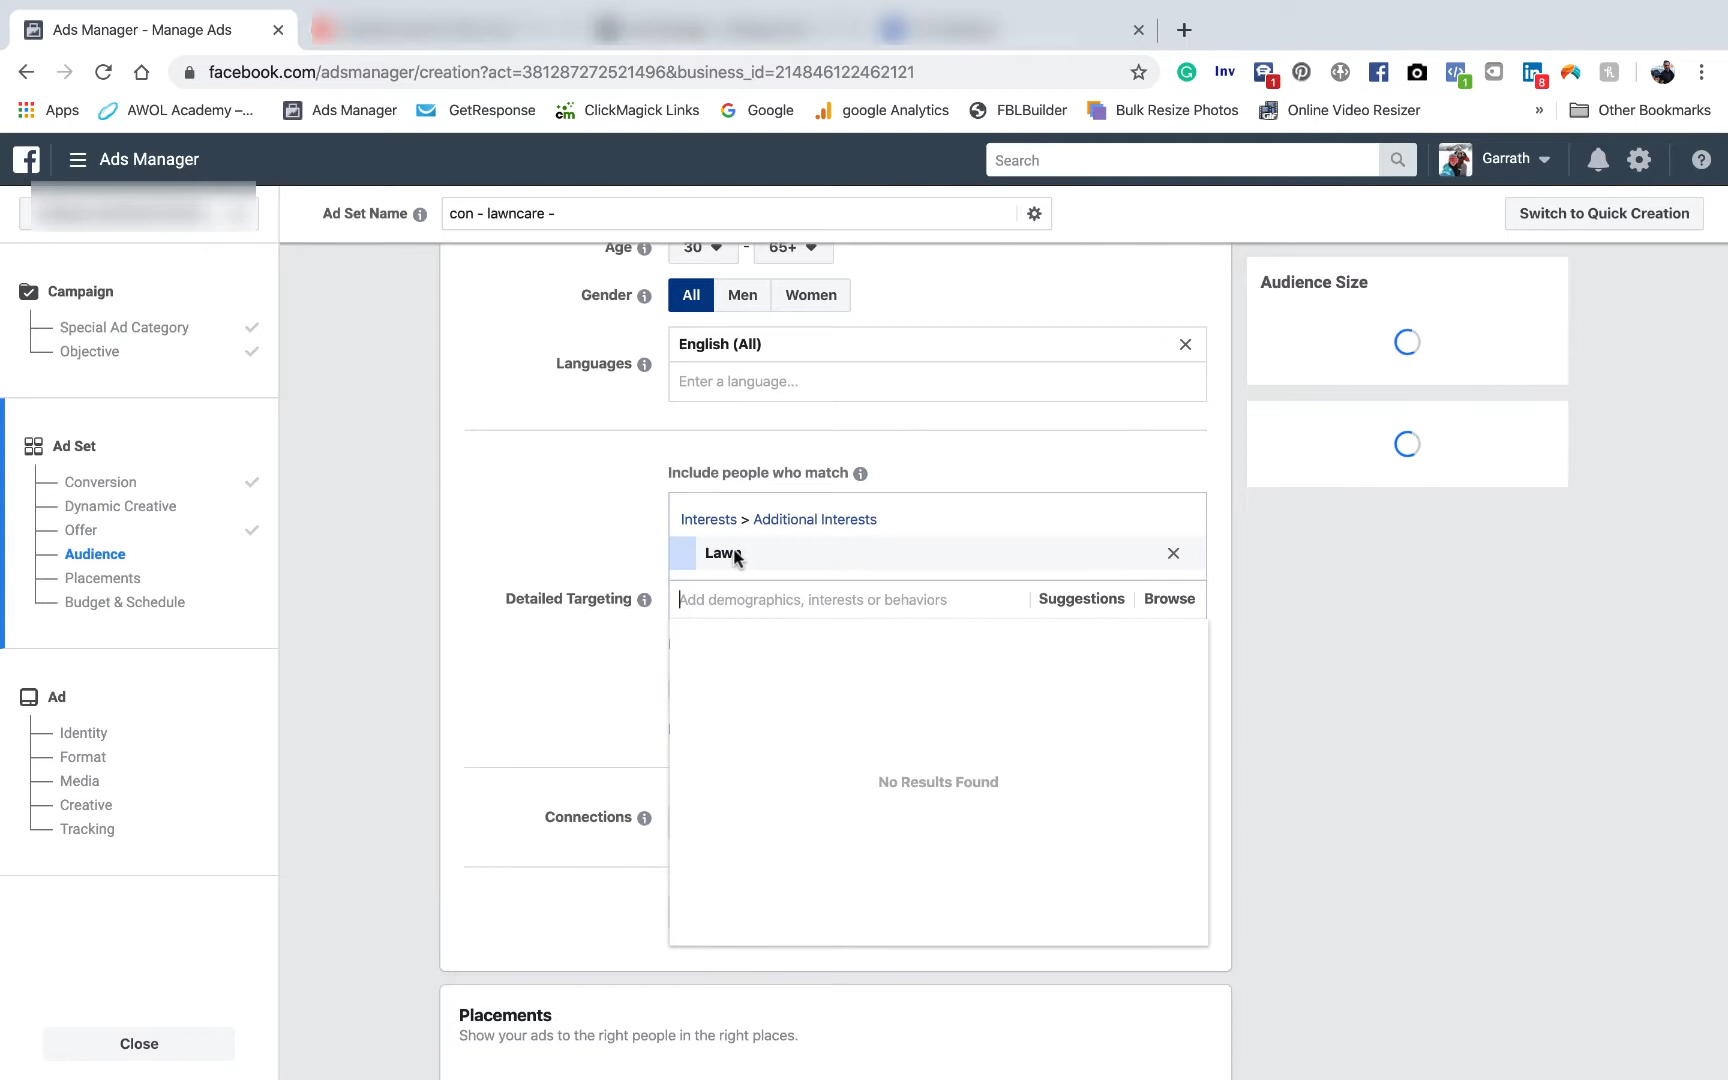 Ads Manager - Manage Ads
facebook.com/adsmanager/creation?act=381287272521496&business_id=214846122462121
Inv
1
1
8
Apps
AWOL Academy –...
Ads Manager
GetResponse
ClickMagick Links
Google
google Analytics
FBLBuilder
Bulk Resize Photos
Online Video Resizer
»
Other Bookmarks
Ads Manager
Search
Garrath
Ad Set Name
con - lawncare -
Switch to Quick Creation
Campaign
Special Ad Category
Objective
Ad Set
Conversion
Dynamic Creative
Offer
Audience
Placements
Budget & Schedule
Ad
Identity
Format
Media
Creative
Tracking
Close
Age
30
-
65+
Gender
All
Men
Women
Languages
English (All)
Enter a language...
Include people who match
Interests > Additional Interests
Detailed Targeting
Add demographics, interests or behaviors
Suggestions
Browse
No Results Found
Connections
Placements
Show your ads to the right people in the right places.
Audience Size